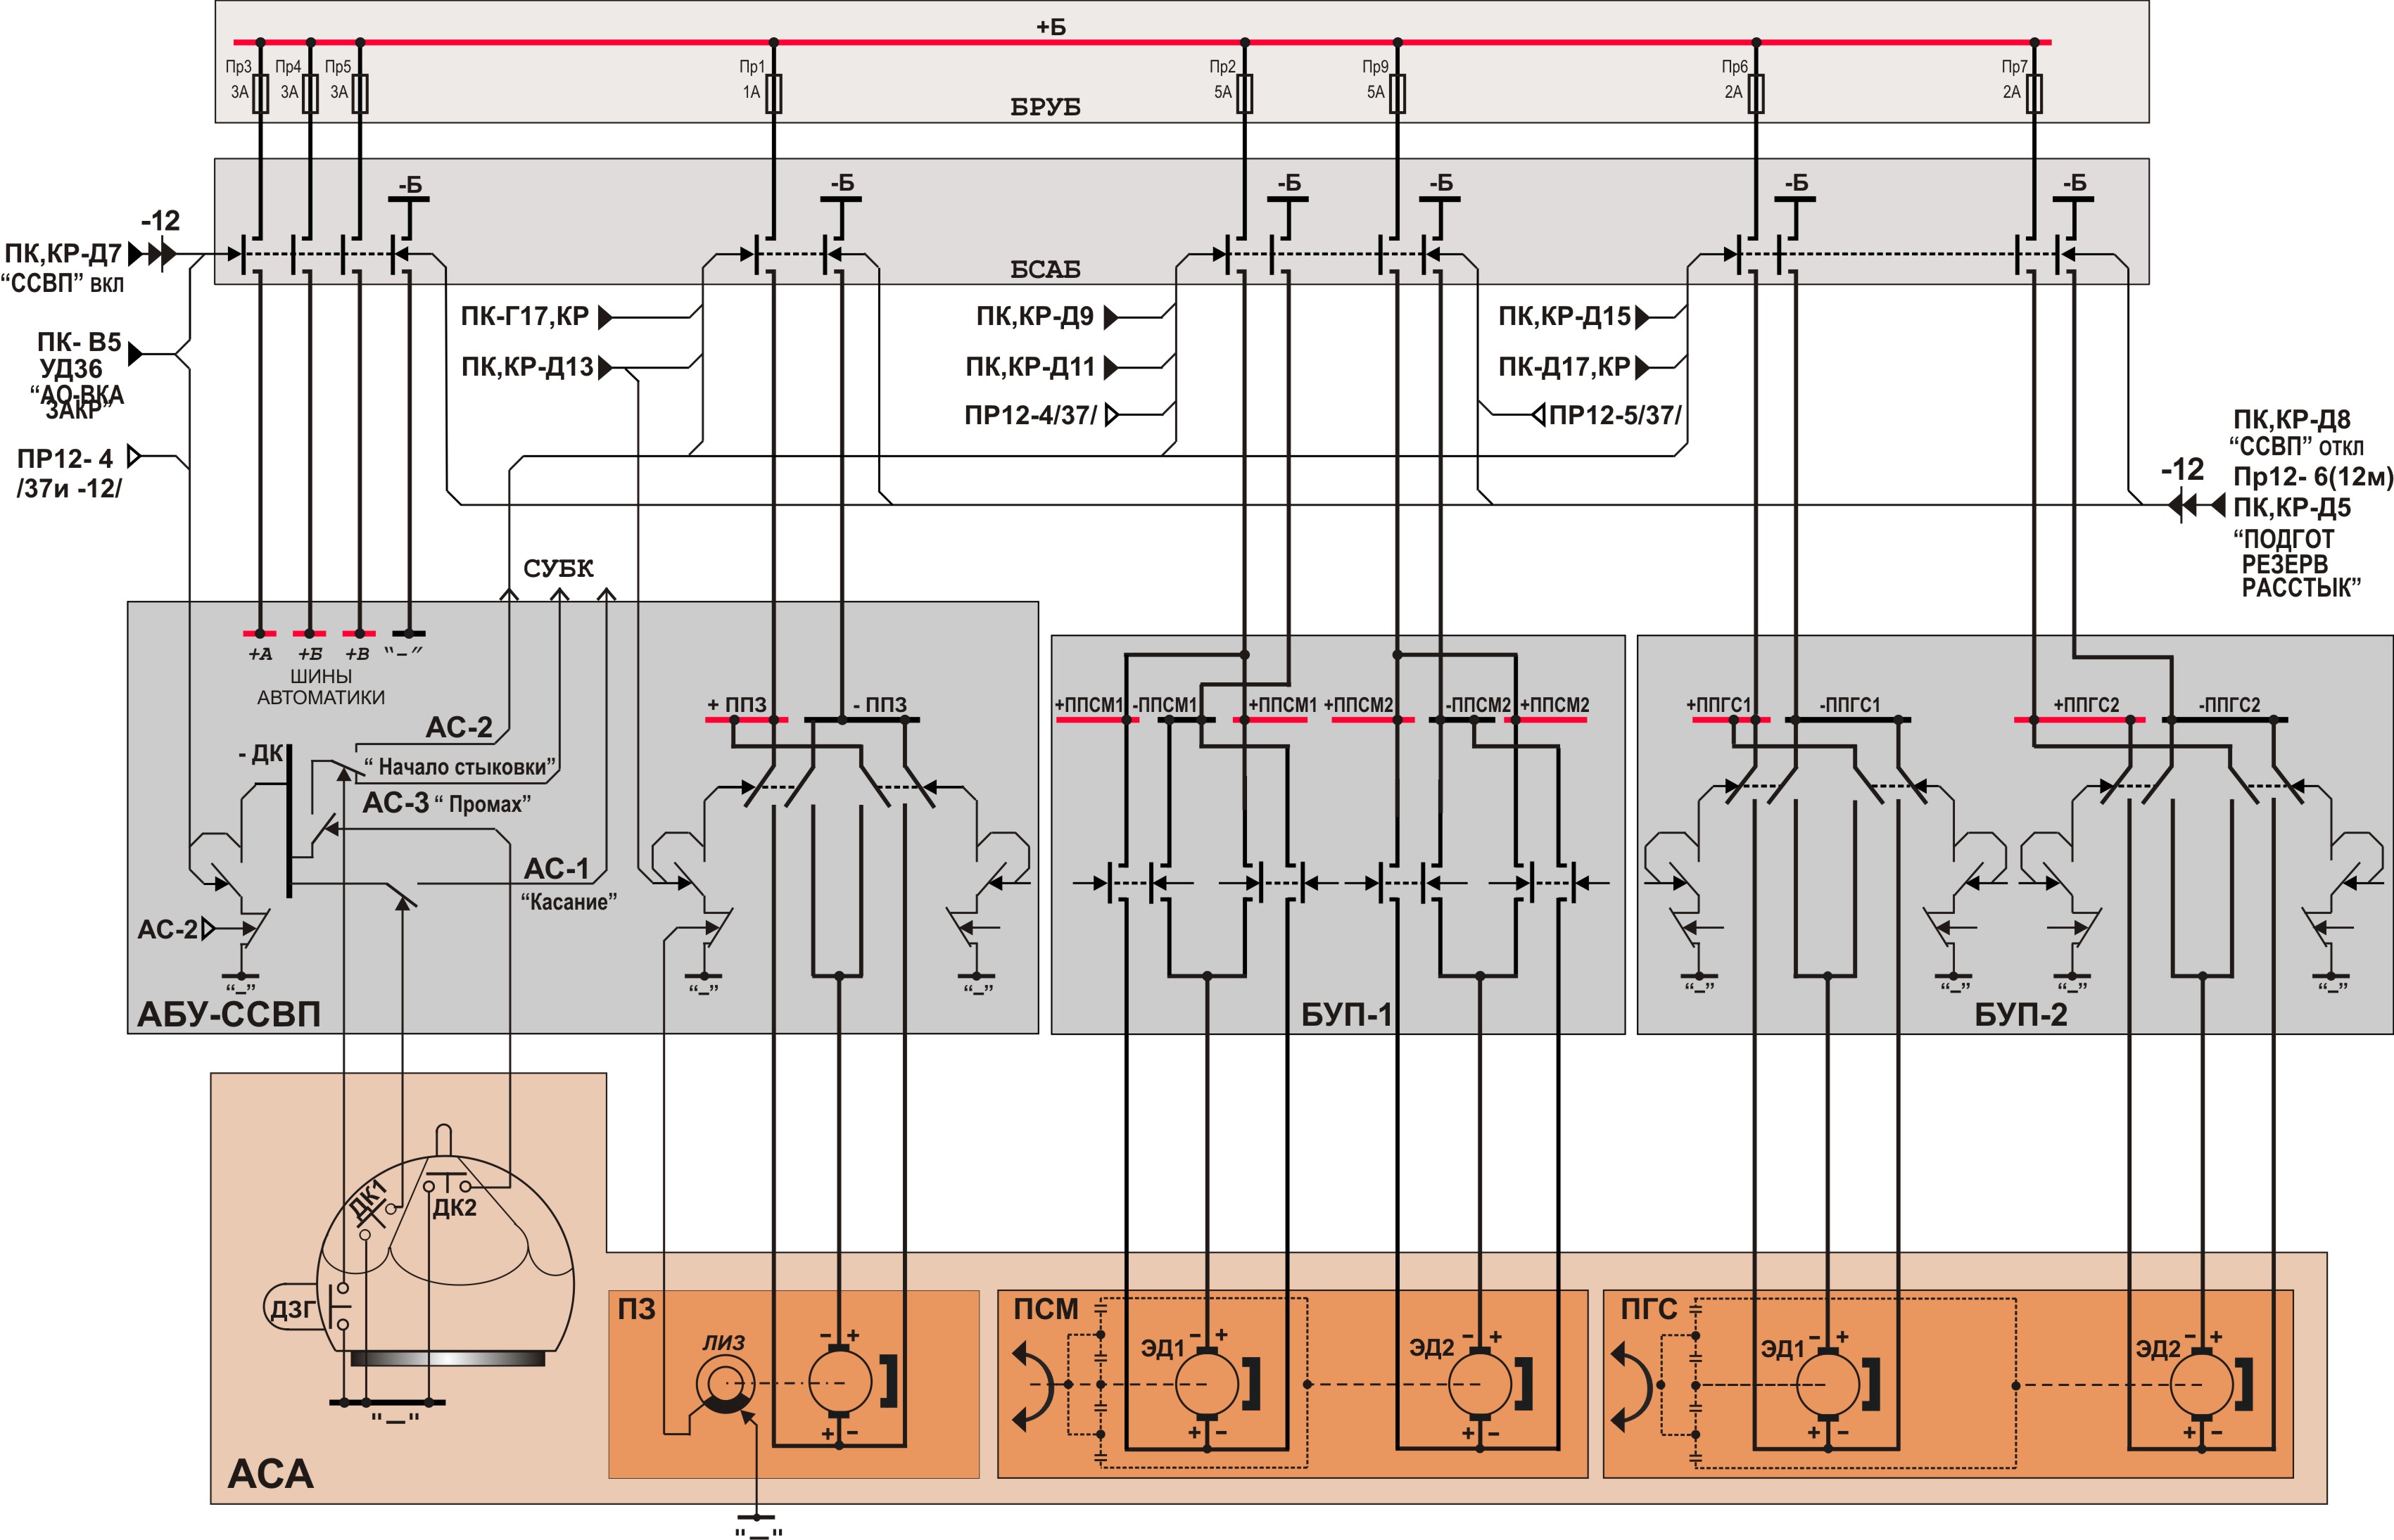 +Б
Пр3
3А
Пр4
3А
Пр5
3А
Пр1
1А
Пр2
5А
Пр9
5А
Пр6
2А
Пр7
2А
БРУБ
-Б
-Б
-Б
-Б
-Б
-Б
-12
ПК,КР-Д7
“ССВП” ВКЛ
БСАБ
ПК- В5
УД36
“АО-ВКА
ЗАКР”
ПР12- 4
/37и -12/
ПК-Г17,КР
ПК,КР-Д13
ПК,КР-Д9
ПК,КР-Д11
ПР12-4/37/
ПК,КР-Д15
ПК-Д17,КР
ПР12-5/37/
-12
ПК,КР-Д8
“ССВП” ОТКЛ
Пр12- 6(12м)
ПК,КР-Д5
“ПОДГОТ
РЕЗЕРВ
РАССТЫК”
СУБК
+А
+Б
+В
“–”
ШИНЫ
АВТОМАТИКИ
- ДК
АС-2
“ Начало стыковки”
АС-3 “ Промах”
АС-1
“Касание”
АС-2
“–”
+ ППЗ
- ППЗ
“–”
“–”
АБУ-ССВП
+ППСМ1
-ППСМ1
+ППСМ1
+ППСМ2
-ППСМ2
+ППСМ2
БУП-1
+ППГС1
-ППГС1
+ППГС2
-ППГС2
“–”
“–”
“–”
“–”
БУП-2
ДК1
ДК2
ДЗГ
"—"
АСА
ПЗ
ЛИЗ
– +
+ –
"—"
ПСМ
ЭД1
– +
+ –
ЭД2
– +
+ –
ПГС
ЭД1
– +
+ –
ЭД2
– +
+ –